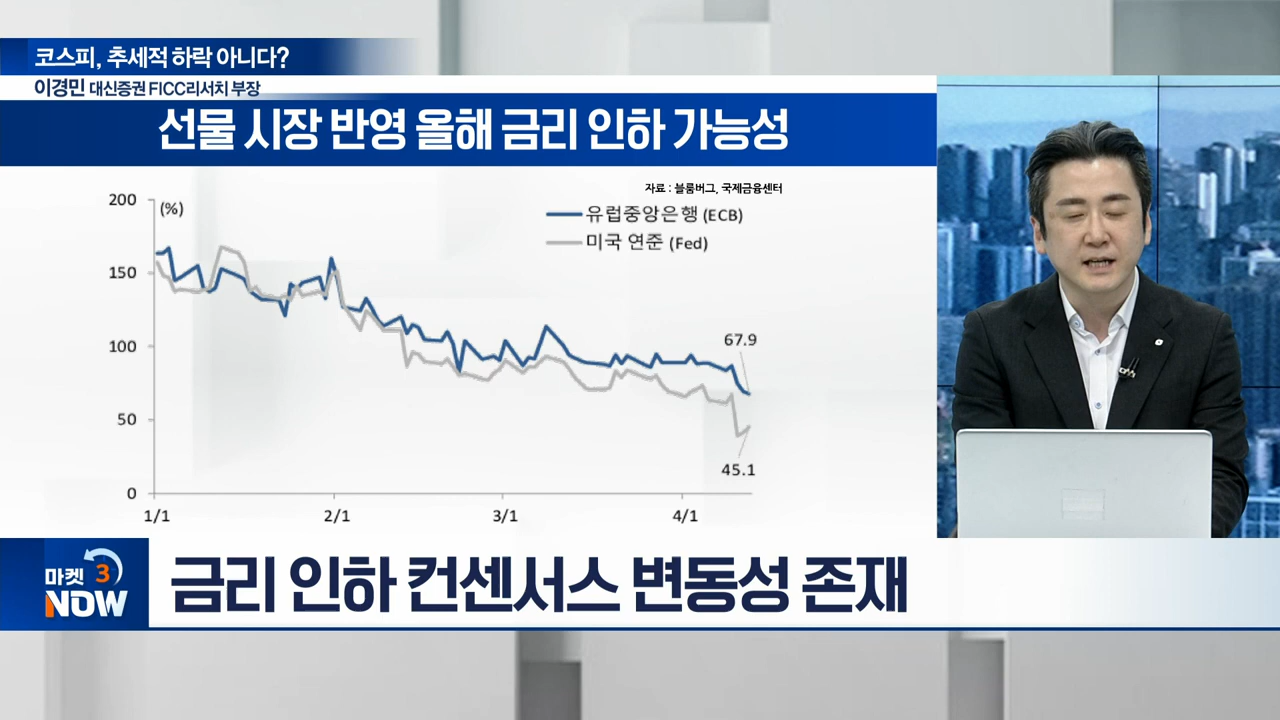 코스피, 추세적 하락 아니다?
이경민 대신증권 FICC리서치 부장
선물 시장 반영 올해 금리 인하 가능성
자료 : 블룸버그, 국제금융센터
(%)
유럽중앙은행 (ECB)
미국 연준 (Fed)
200
150
100
50
0
67.9
45.1
1/1
2/1
3/1
4/1
마켓 3
NOW
금리 인하 컨센서스 변동성 존재